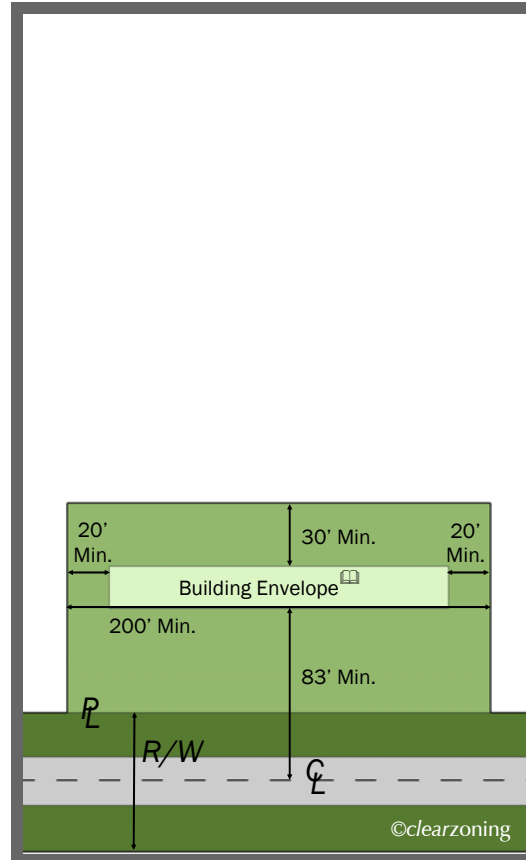 20’
Min.
30’ Min.
20’
Min.
Building Envelope
200’ Min.
83’ Min.
PL
R/W
CL
©clearzoning